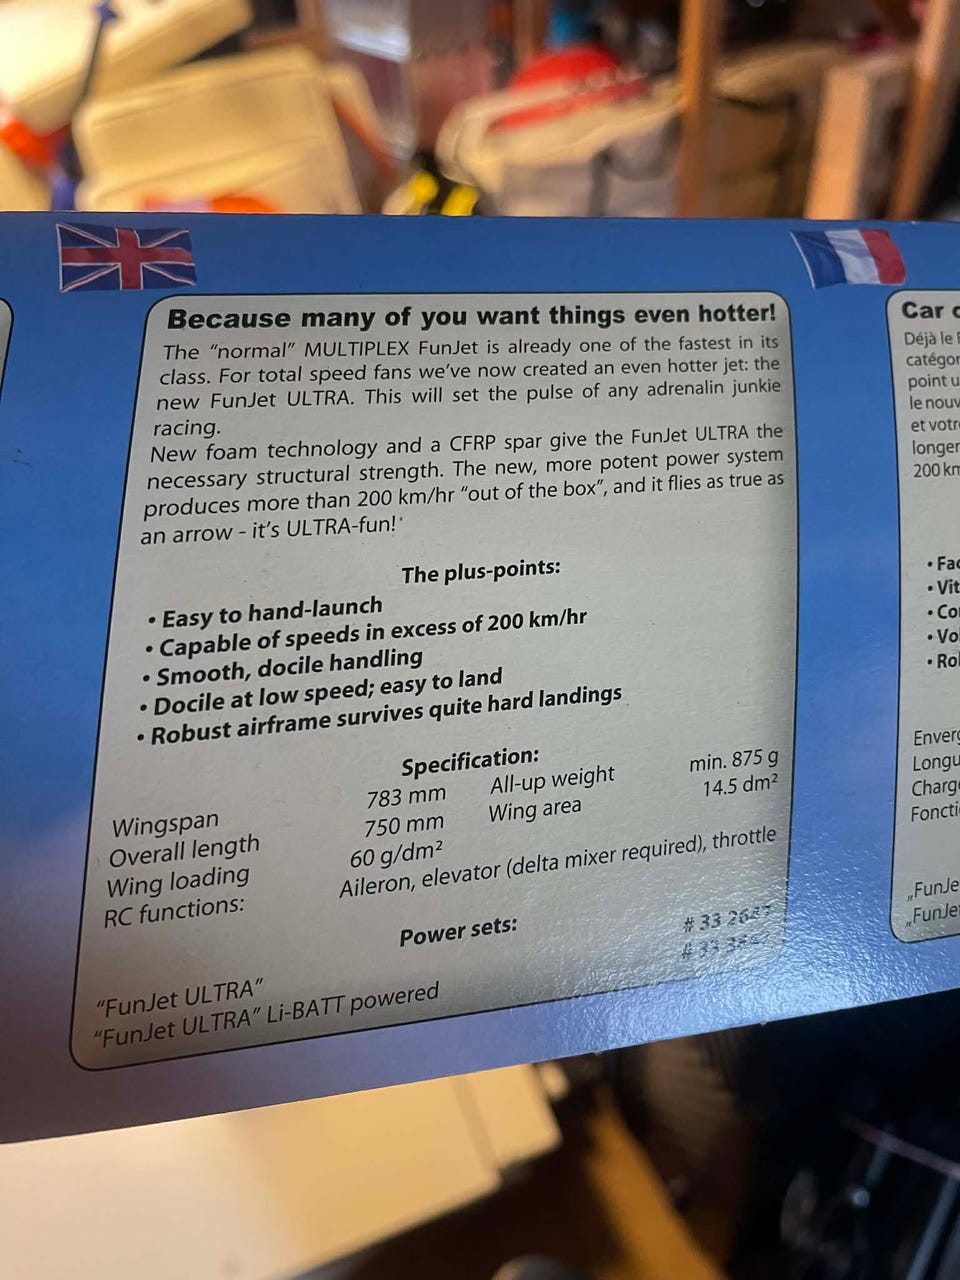 Because many of you want things even hotter!
The “normal” MULTIPLEX FunJet is already one of the fastest in its
class. For total speed fans we’ve now created an even hotter jet: the
new FunJet ULTRA. This will set the pulse of any adrenalin junkie
racing.
New foam technology and a CFRP spar give the FunJet ULTRA the
necessary structural strength. The new, more potent power system
produces more than 200 km/hr “out of the box”, and it flies as true as
an arrow - it’s ULTRA-fun!
The plus-points:
• Easy to hand-launch
• Capable of speeds in excess of 200 km/hr
• Smooth, docile handling
• Docile at low speed; easy to land
• Robust airframe survives quite hard landings
Specification:
Wingspan 783 mm All-up weight min. 875 g
Overall length 750 mm Wing area 14.5 dm²
Wing loading 60 g/dm²
RC functions: Aileron, elevator (delta mixer required), throttle
Power sets:
“FunJet ULTRA” # 33
“FunJet ULTRA” Li-BATT powered # 33
Car
Déjà le
catégor
point u
le nouv
et votr
longer
200 km
• Fac
• Vit
• Co
• Vo
• Ro
Enverg
Longu
Charg
Foncti
„FunJe
„FunJet